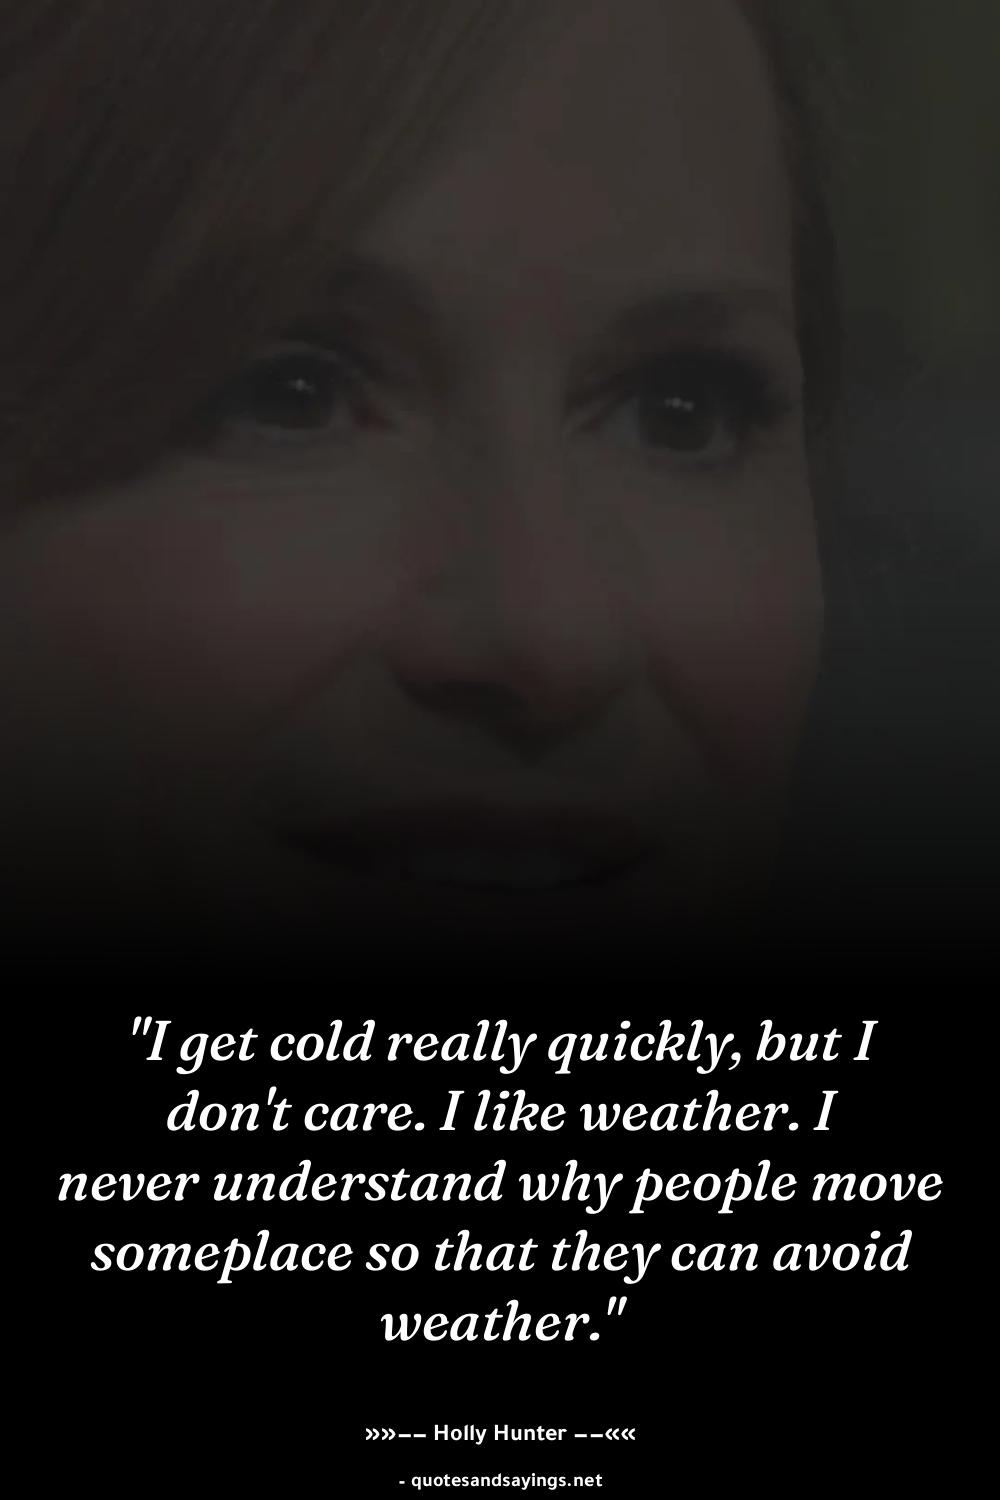 "I get cold really quickly, but I
don't care. I like weather. I
never understand why people move
someplace so that they can avoid
weather."
»»–– Holly Hunter ––««
- quotesandsayings.net